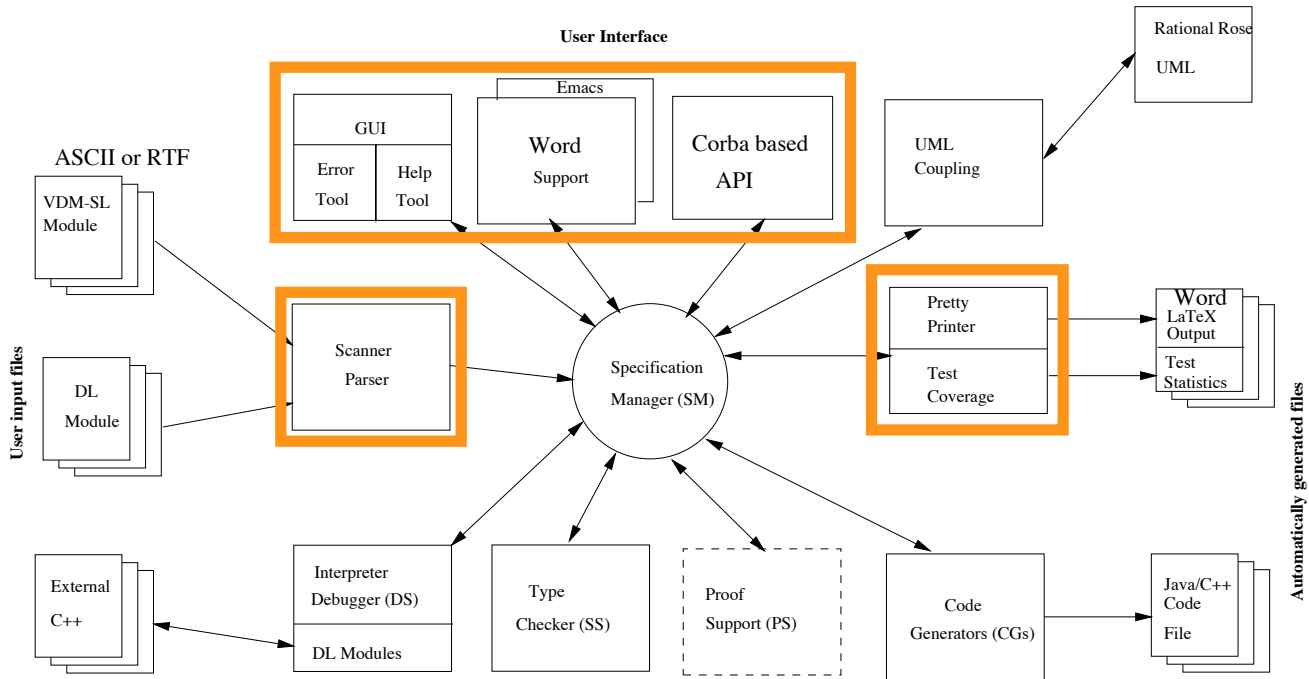 User Interface
Rational Rose
UML
Emacs
GUI
Error
Tool
Help
Tool
Word
Support
Corba based
API
UML
Coupling
ASCII or RTF
VDM-SL
Module
DL
Module
User input files
Scanner
Parser
Specification
Manager (SM)
Pretty
Printer
Test
Coverage
Word
LaTeX
Output
Test
Statistics
Automatically generated files
External
C++
Interpreter
Debugger (DS)
DL Modules
Type
Checker (SS)
Proof
Support (PS)
Code
Generators (CGs)
Java/C++
Code
File